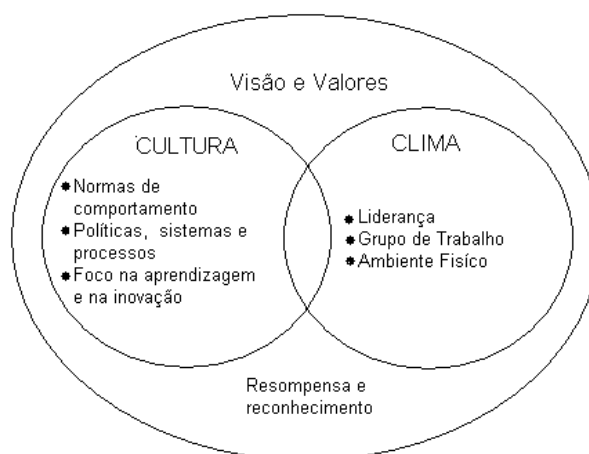 Visão e Valores
CULTURA
● Normas de
comportamento
● Políticas, sistemas e
processos
● Foco na aprendizagem
e na inovação
CLIMA
● Liderança
● Grupo de Trabalho
● Ambiente Fisíco
Resompensa e
reconhecimento